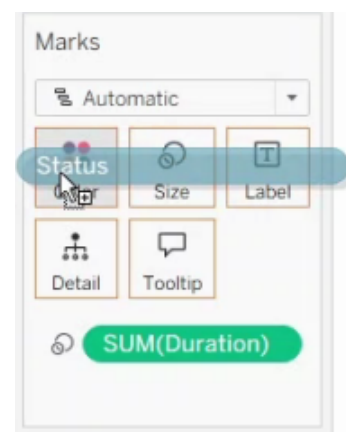 Marks
Automatic
Status
Size
Label
Detail
Tooltip
SUM(Duration)